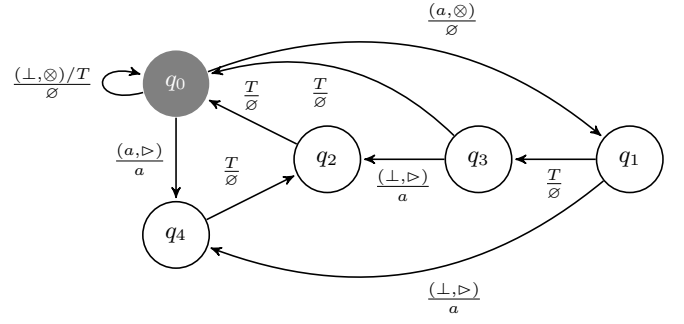 (a,⊗)
∅
(⊥,⊗)/T
∅
q₀
T
∅
T
∅
(a,▷)
a
T
∅
q₂
(⊥,▷)
a
q₃
T
∅
q₁
q₄
(⊥,▷)
a